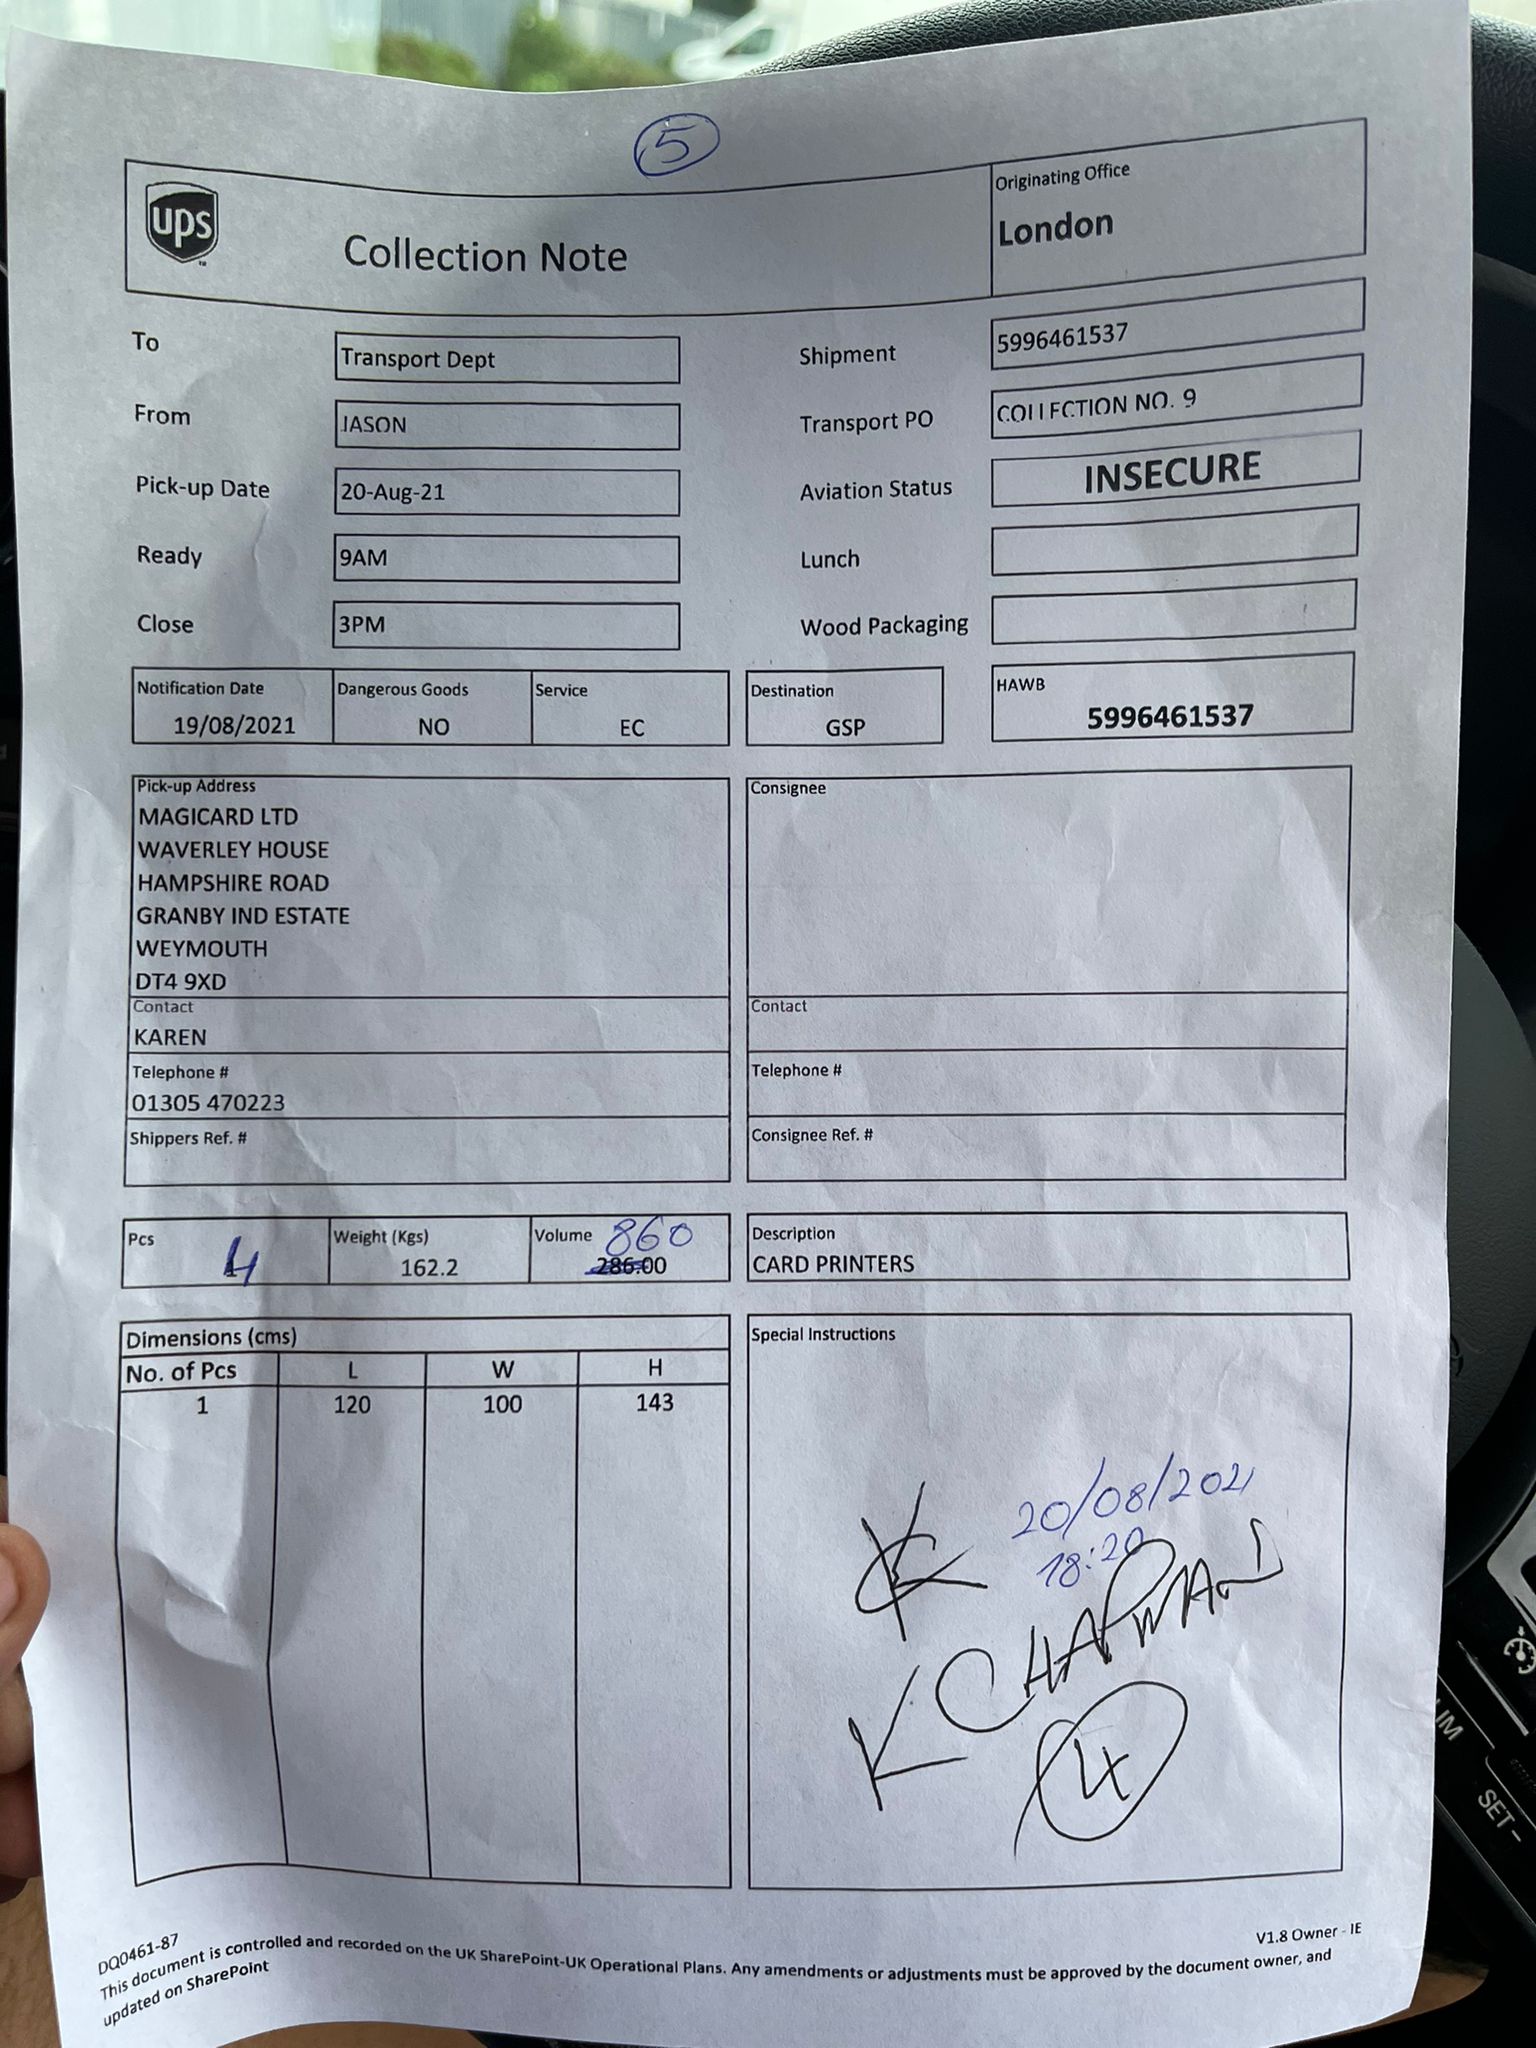 5
ups
Collection Note
Originating Office
London
To
Transport Dept
Shipment
5996461537
From
JASON
Transport PO
COLLECTION NO. 9
Pick-up Date
20-Aug-21
Aviation Status
INSECURE
Ready
9AM
Lunch
Close
3PM
Wood Packaging
Notification Date
19/08/2021
Dangerous Goods
NO
Service
EC
Destination
GSP
HAWB
5996461537
Pick-up Address
MAGICARD LTD
WAVERLEY HOUSE
HAMPSHIRE ROAD
GRANBY IND ESTATE
WEYMOUTH
DT4 9XD
Contact
KAREN
Telephone #
01305 470223
Shippers Ref. #
Consignee
Contact
Telephone #
Consignee Ref. #
Pcs
4
Weight (Kgs)
162.2
Volume 860
286.00
Description
CARD PRINTERS
Dimensions (cms)
No. of Pcs L W H
1 120 100 143
Special Instructions
20/08/2021
18:20
K CHAPMAN
4
DQ0461-87
V1.8 Owner - IE
This document is controlled and recorded on the UK SharePoint-UK Operational Plans. Any amendments or adjustments must be approved by the document owner, and
updated on SharePoint
SET-